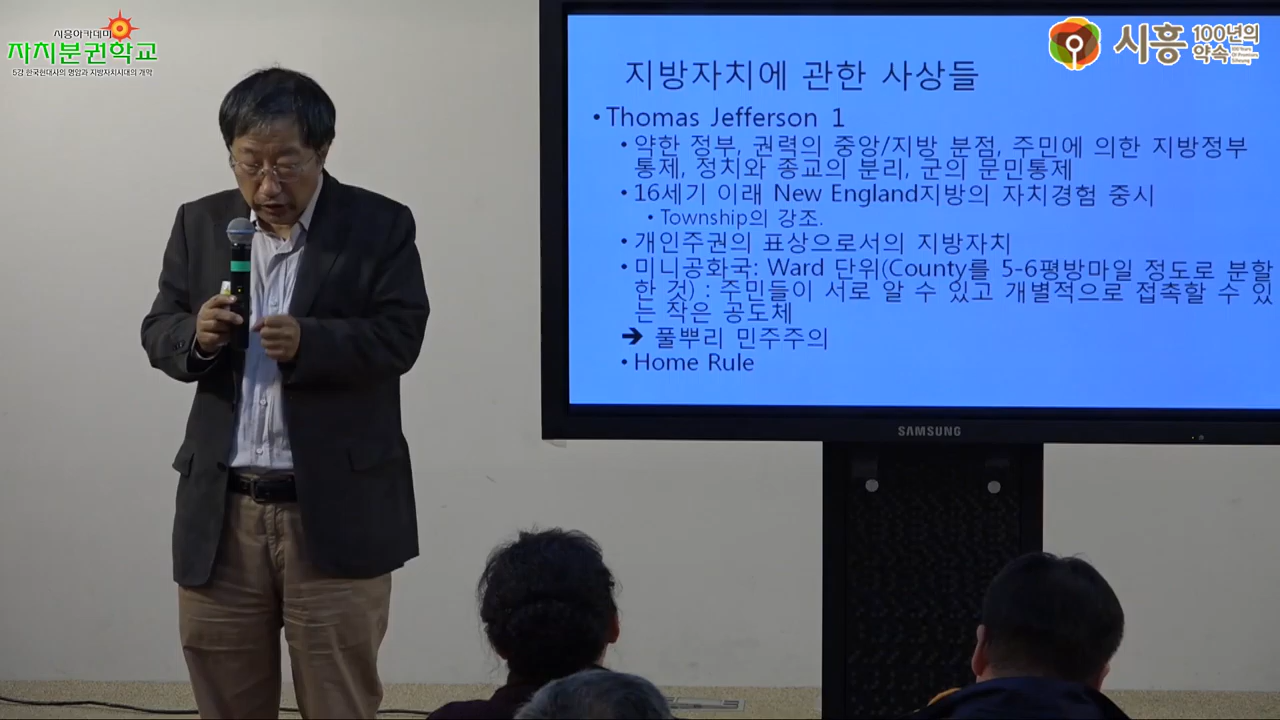 시흥아카데미
자치분권학교
5강 한국현대사의 명암과 지방자치시대의 개막
시흥 100년의
약속
지방자치에 관한 사상들
• Thomas Jefferson 1
• 약한 정부, 권력의 중앙/지방 분점, 주민에 의한 지방정부
통제, 정치와 종교의 분리, 군의 문민통제
• 16세기 이래 New England지방의 자치경험 중시
• Township의 강조.
• 개인주권의 표상으로서의 지방자치
• 미니공화국: Ward 단위(County를 5-6평방마일 정도로 분할
한 것) : 주민들이 서로 알 수 있고 개별적으로 접촉할 수 있
는 작은 공도체
➔ 풀뿌리 민주주의
• Home Rule
SAMSUNG